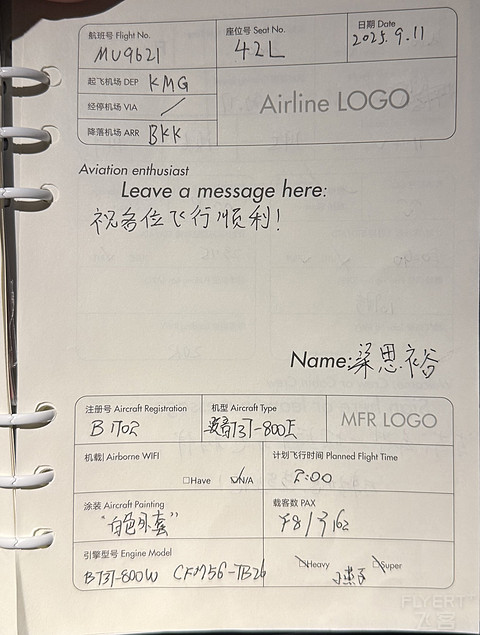 航班号 Flight No.
MU9621
座位号 Seat No.
42L
日期 Date
2025.9.11
起飞机场 DEP KMG
经停机场 VIA /
降落机场 ARR BKK
Airline LOGO
Aviation enthusiast
Leave a message here:
祝各位飞行顺利!
Name:梁思裕
注册号 Aircraft Registration
B 1702
机型 Aircraft Type
波音737-800
MFR LOGO
机载 Airborne WIFI
□Have ☑N/A
计划飞行时间 Planned Flight Time
2:00
涂装 Aircraft Painting
"白色外套"
载客数 PAX
F8/Y162
引擎型号 Engine Model
B737-800W CFM56-7B26
Heavy
Super
FLYERT
飞客